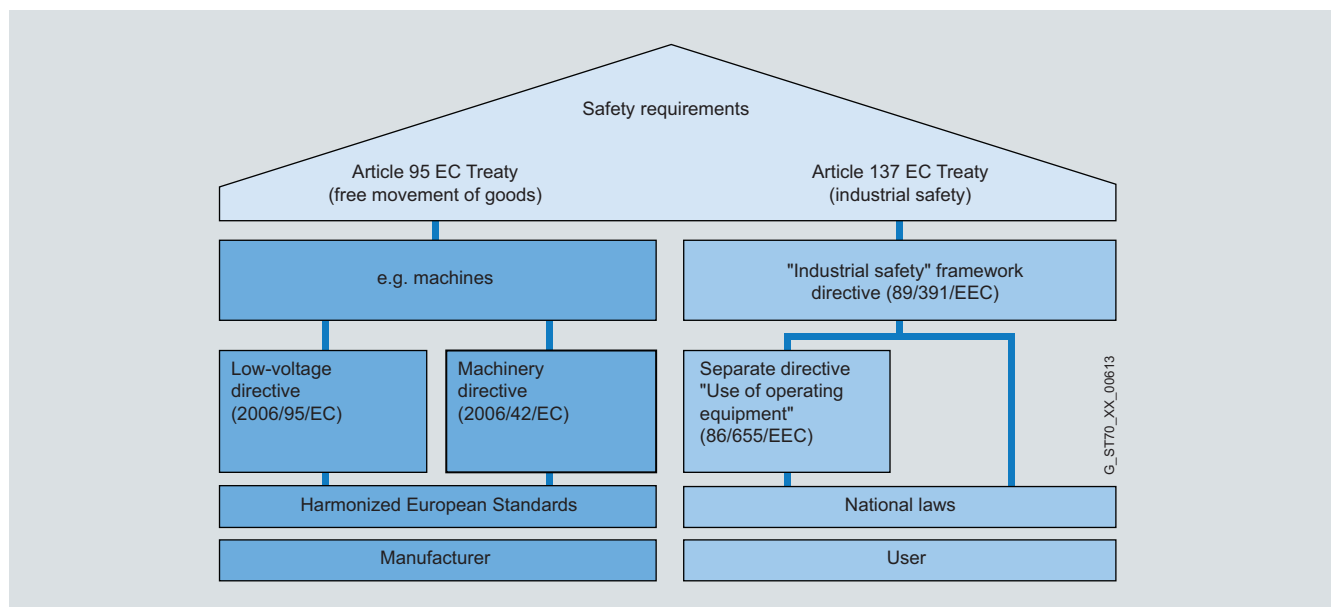 Safety requirements
Article 95 EC Treaty
(free movement of goods)
Article 137 EC Treaty
(industrial safety)
e.g. machines
"Industrial safety" framework
directive (89/391/EEC)
Low-voltage
directive
(2006/95/EC)
Machinery
directive
(2006/42/EC)
Separate directive
"Use of operating
equipment"
(86/655/EEC)
G_ST70_XX_00613
Harmonized European Standards
National laws
Manufacturer
User